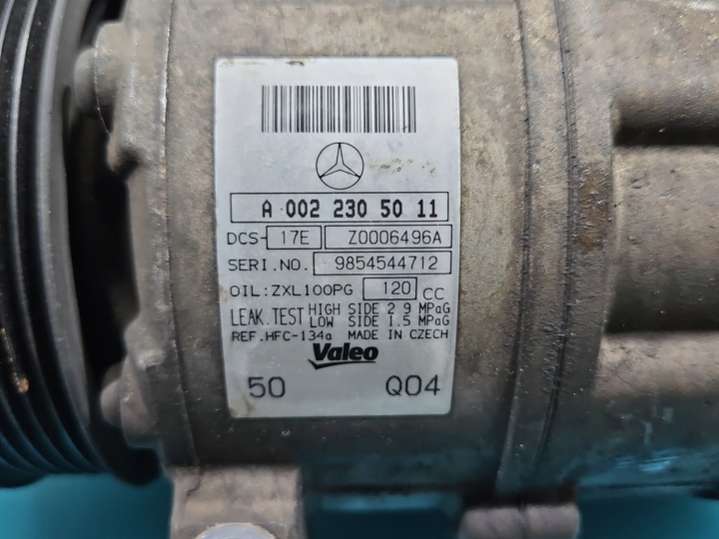 A 002 230 50 11
DCS- 17E Z0006496A
SERI.NO. 9854544712
OIL:ZXL100PG 120 CC
LEAK.TEST HIGH SIDE 2.9 MPaG
LOW SIDE 1.5 MPaG
REF.HFC-134a MADE IN CZECH
Valeo
50 Q04